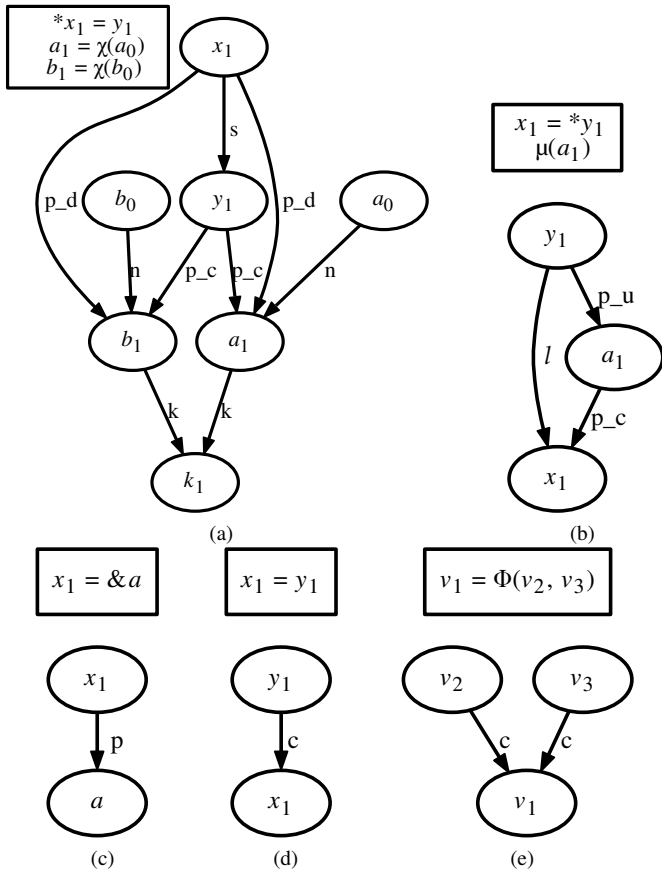 *x₁ = y₁
a₁ = χ(a₀)
b₁ = χ(b₀)
x₁
s
p_d
b₀
y₁
p_d
a₀
n
p_c
p_c
n
b₁
a₁
k
k
k₁
(a)
x₁ = *y₁
μ(a₁)
y₁
p_u
l
a₁
p_c
x₁
(b)
x₁ = &a
x₁
p
a
(c)
x₁ = y₁
y₁
c
x₁
(d)
v₁ = Φ(v₂, v₃)
v₂
v₃
c
c
v₁
(e)